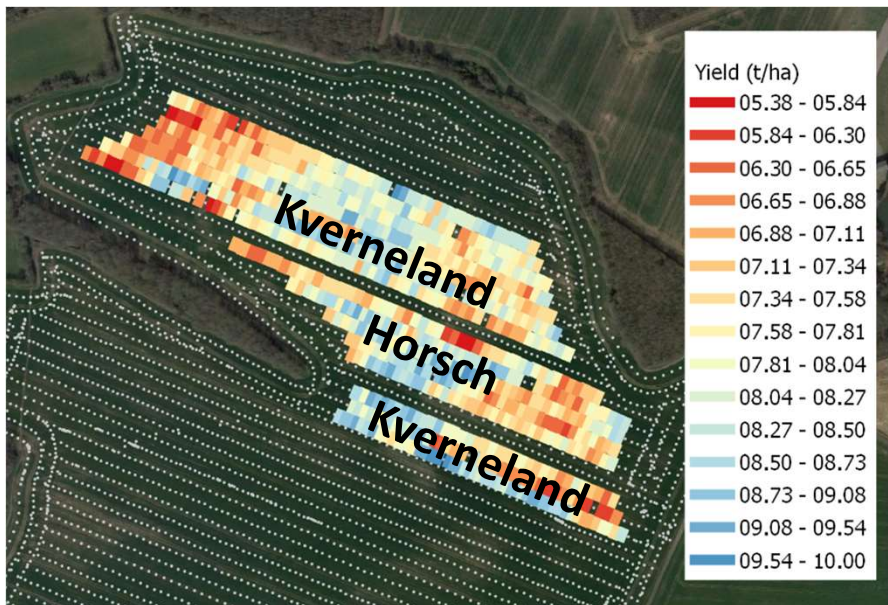 Kverneland
Horsch
Kverneland
Yield (t/ha)
05.38 - 05.84
05.84 - 06.30
06.30 - 06.65
06.65 - 06.88
06.88 - 07.11
07.11 - 07.34
07.34 - 07.58
07.58 - 07.81
07.81 - 08.04
08.04 - 08.27
08.27 - 08.50
08.50 - 08.73
08.73 - 09.08
09.08 - 09.54
09.54 - 10.00